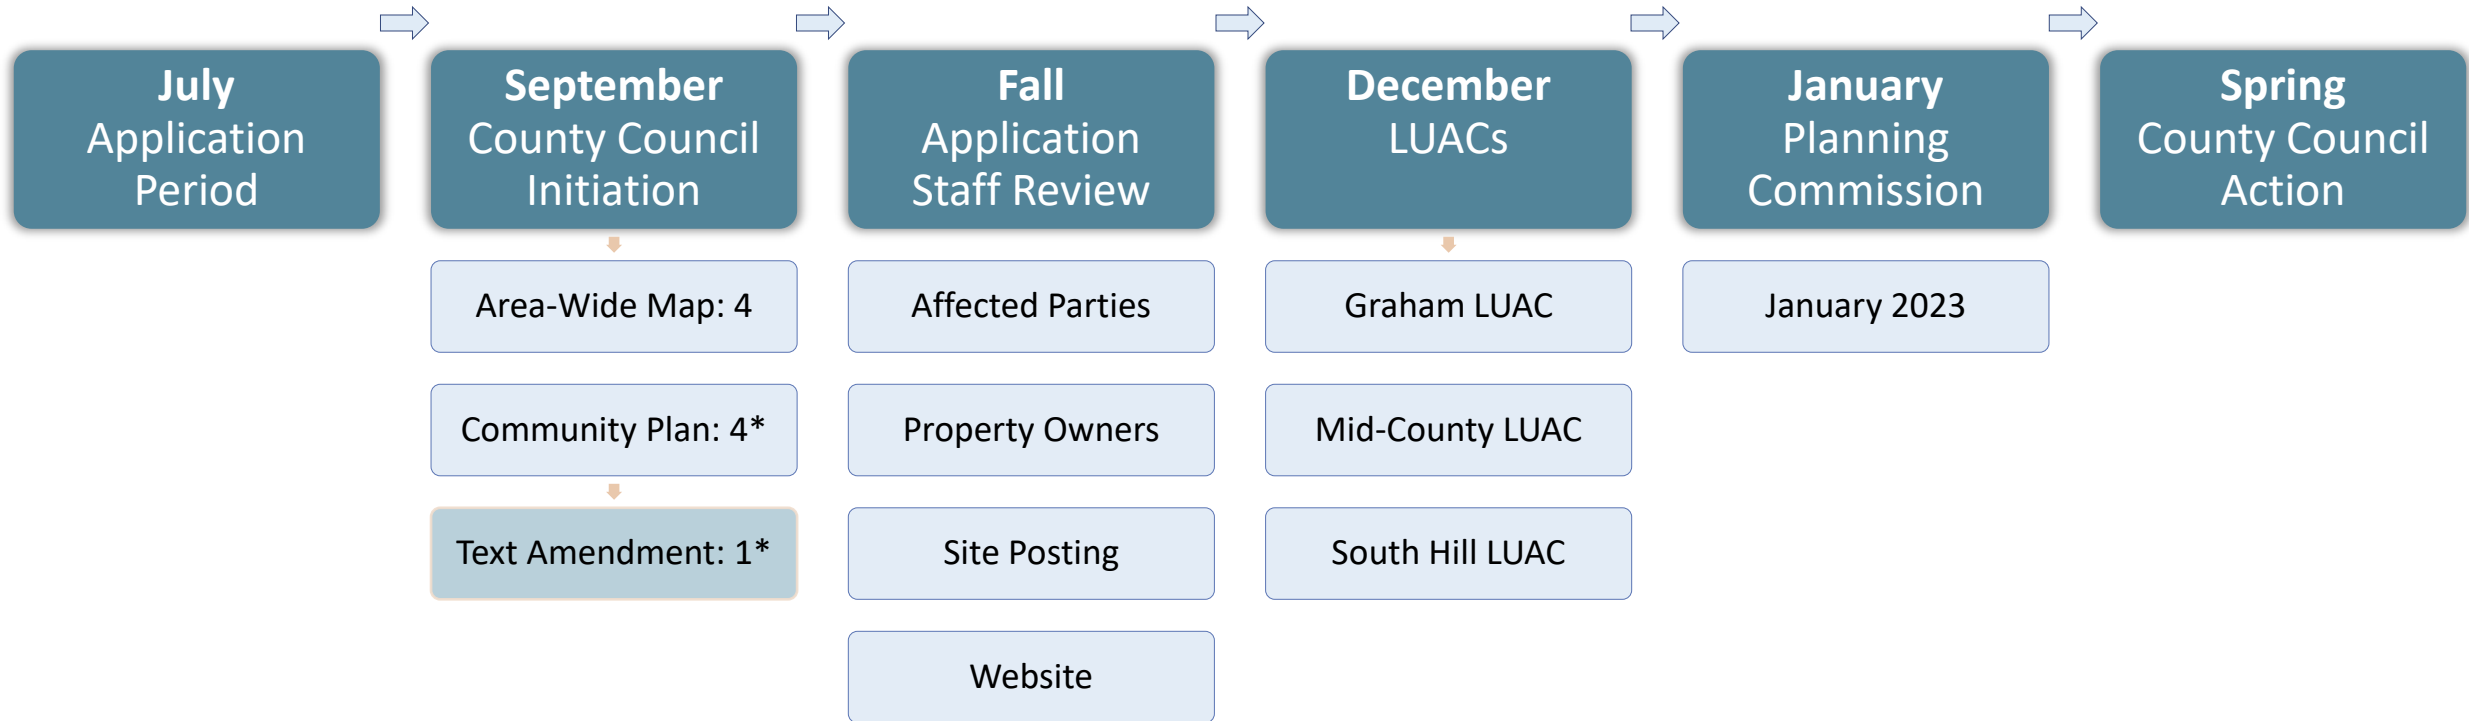 July
Application
Period
September
County Council
Initiation
Area-Wide Map: 4
Community Plan: 4*
Text Amendment: 1*
Fall
Application
Staff Review
Affected Parties
Property Owners
Site Posting
Website
December
LUACs
Graham LUAC
Mid-County LUAC
South Hill LUAC
January
Planning
Commission
January 2023
Spring
County Council
Action